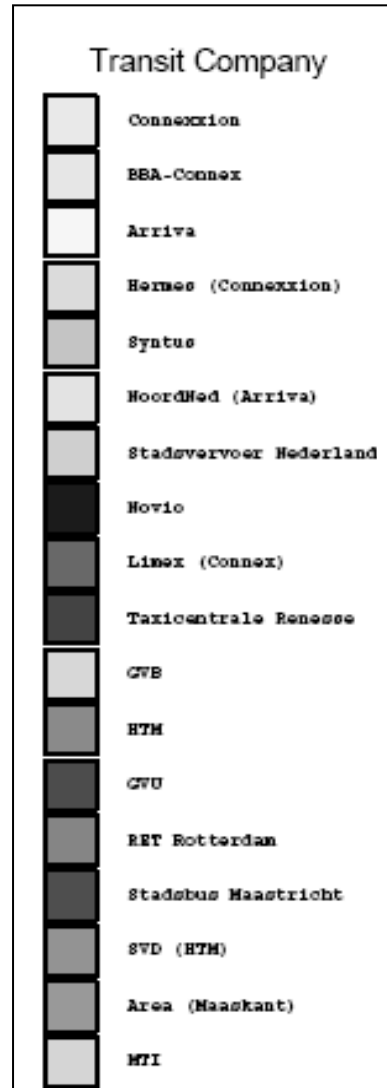 Transit Company
Connexxion
BBA-Connex
Arriva
Hermes (Connexxion)
Syntus
NoordNed (Arriva)
Stadsvervoer Nederland
Novio
Limex (Connex)
Taxicentrale Renesse
GVB
HTM
GVU
RET Rotterdam
Stadsbus Maastricht
SVD (HTM)
Area (Maaskant)
MTI